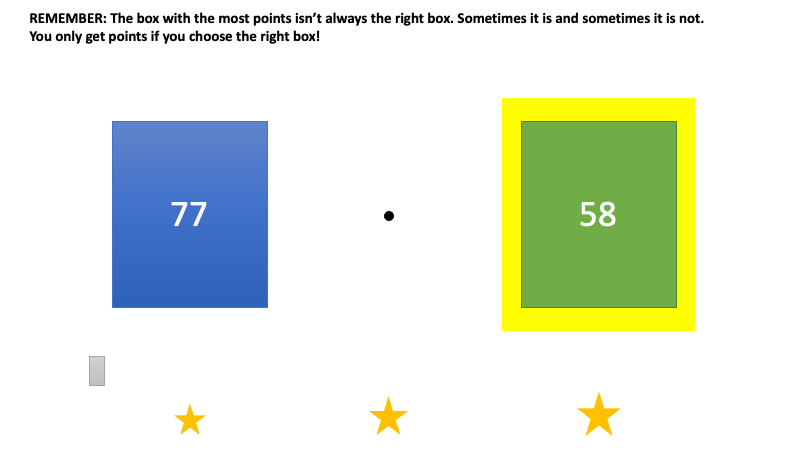 REMEMBER: The box with the most points isn’t always the right box. Sometimes it is and sometimes it is not.
You only get points if you choose the right box!
77
58